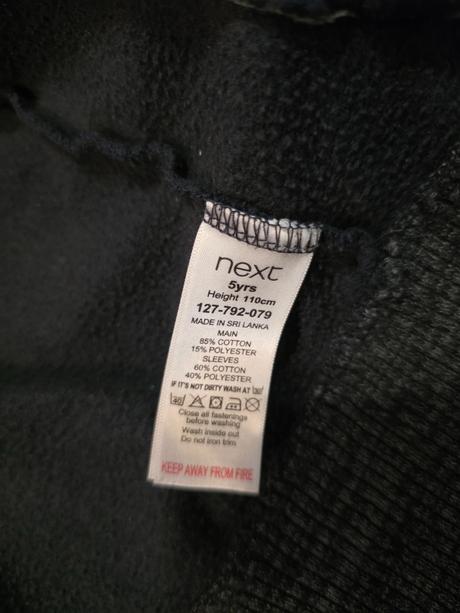 next
5yrs
Height 110cm
127-792-079
MADE IN SRI LANKA
MAIN
85% COTTON
15% POLYESTER
SLEEVES
60% COTTON
40% POLYESTER
IF IT'S NOT DIRTY WASH AT 30
40
Close all fastenings
before washing
Wash inside out
Do not iron trim
KEEP AWAY FROM FIRE